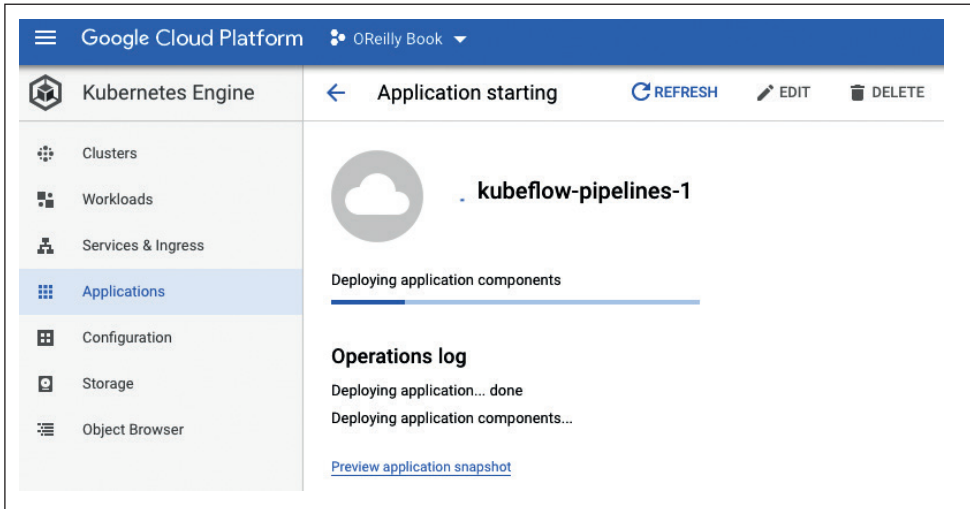 Google Cloud Platform OReilly Book
Kubernetes Engine Application starting REFRESH EDIT DELETE
Clusters
Workloads
Services & Ingress
Applications
Configuration
Storage
Object Browser
kubeflow-pipelines-1
Deploying application components
Operations log
Deploying application... done
Deploying application components...
Preview application snapshot